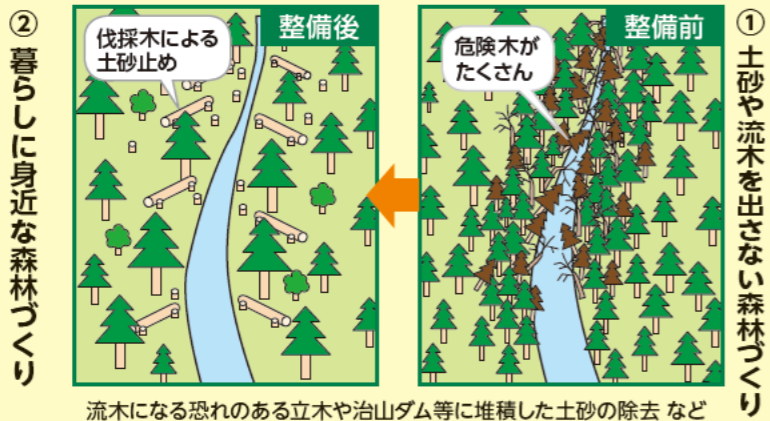 ① 土砂や流木を出さない森林づくり
整備前
危険木が
たくさん
整備後
伐採木による
土砂止め
流木になる恐れのある立木や治山ダム等に堆積した土砂の除去 など
② 暮らしに身近な森林づくり